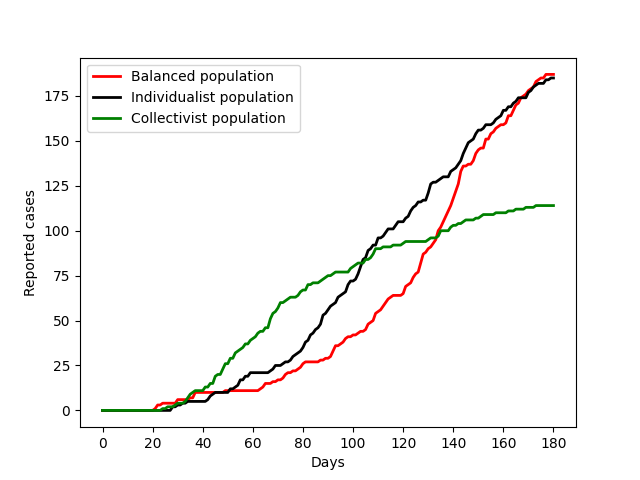 Balanced population
Individualist population
Collectivist population
175
150
125
100
75
50
25
0
Reported cases
0 20 40 60 80 100 120 140 160 180
Days